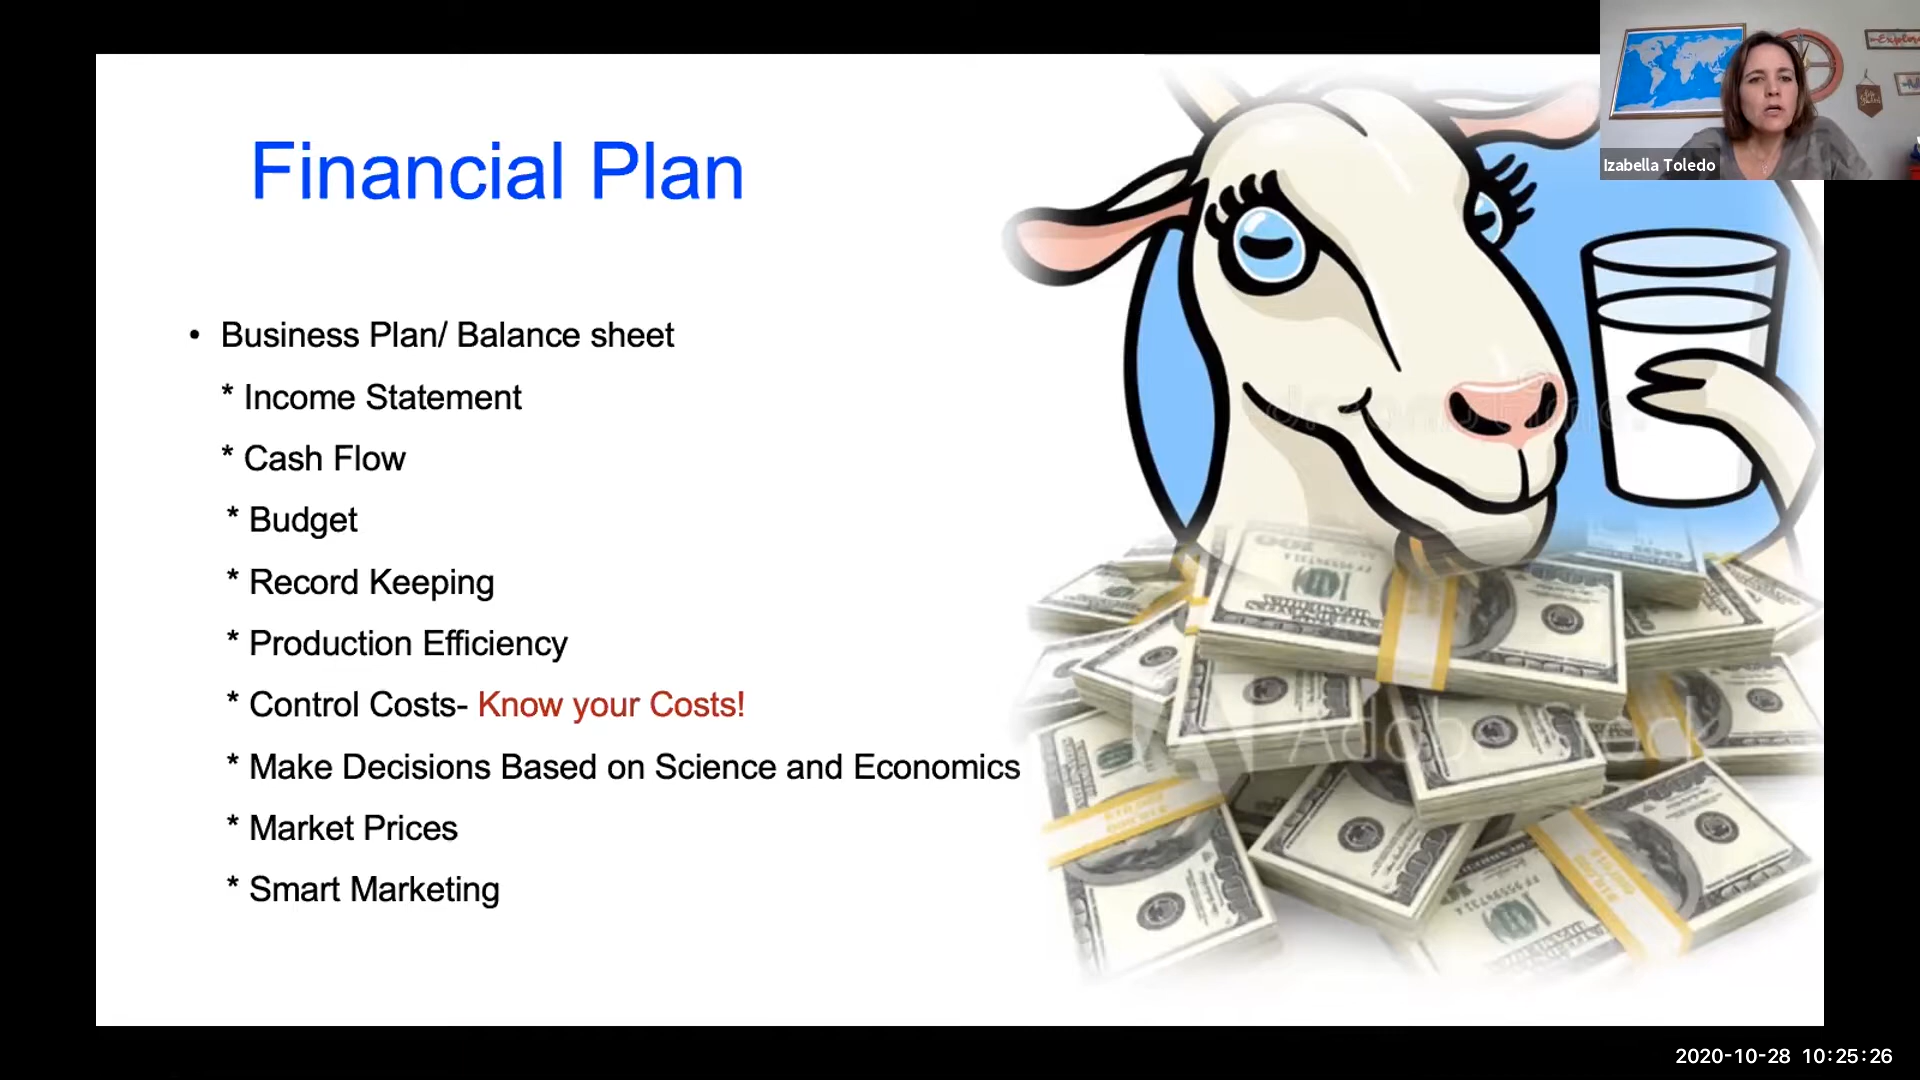 Financial Plan
• Business Plan/ Balance sheet
* Income Statement
* Cash Flow
* Budget
* Record Keeping
* Production Efficiency
* Control Costs- Know your Costs!
* Make Decisions Based on Science and Economics
* Market Prices
* Smart Marketing
Izabella Toledo
2020-10-28 10:25:26